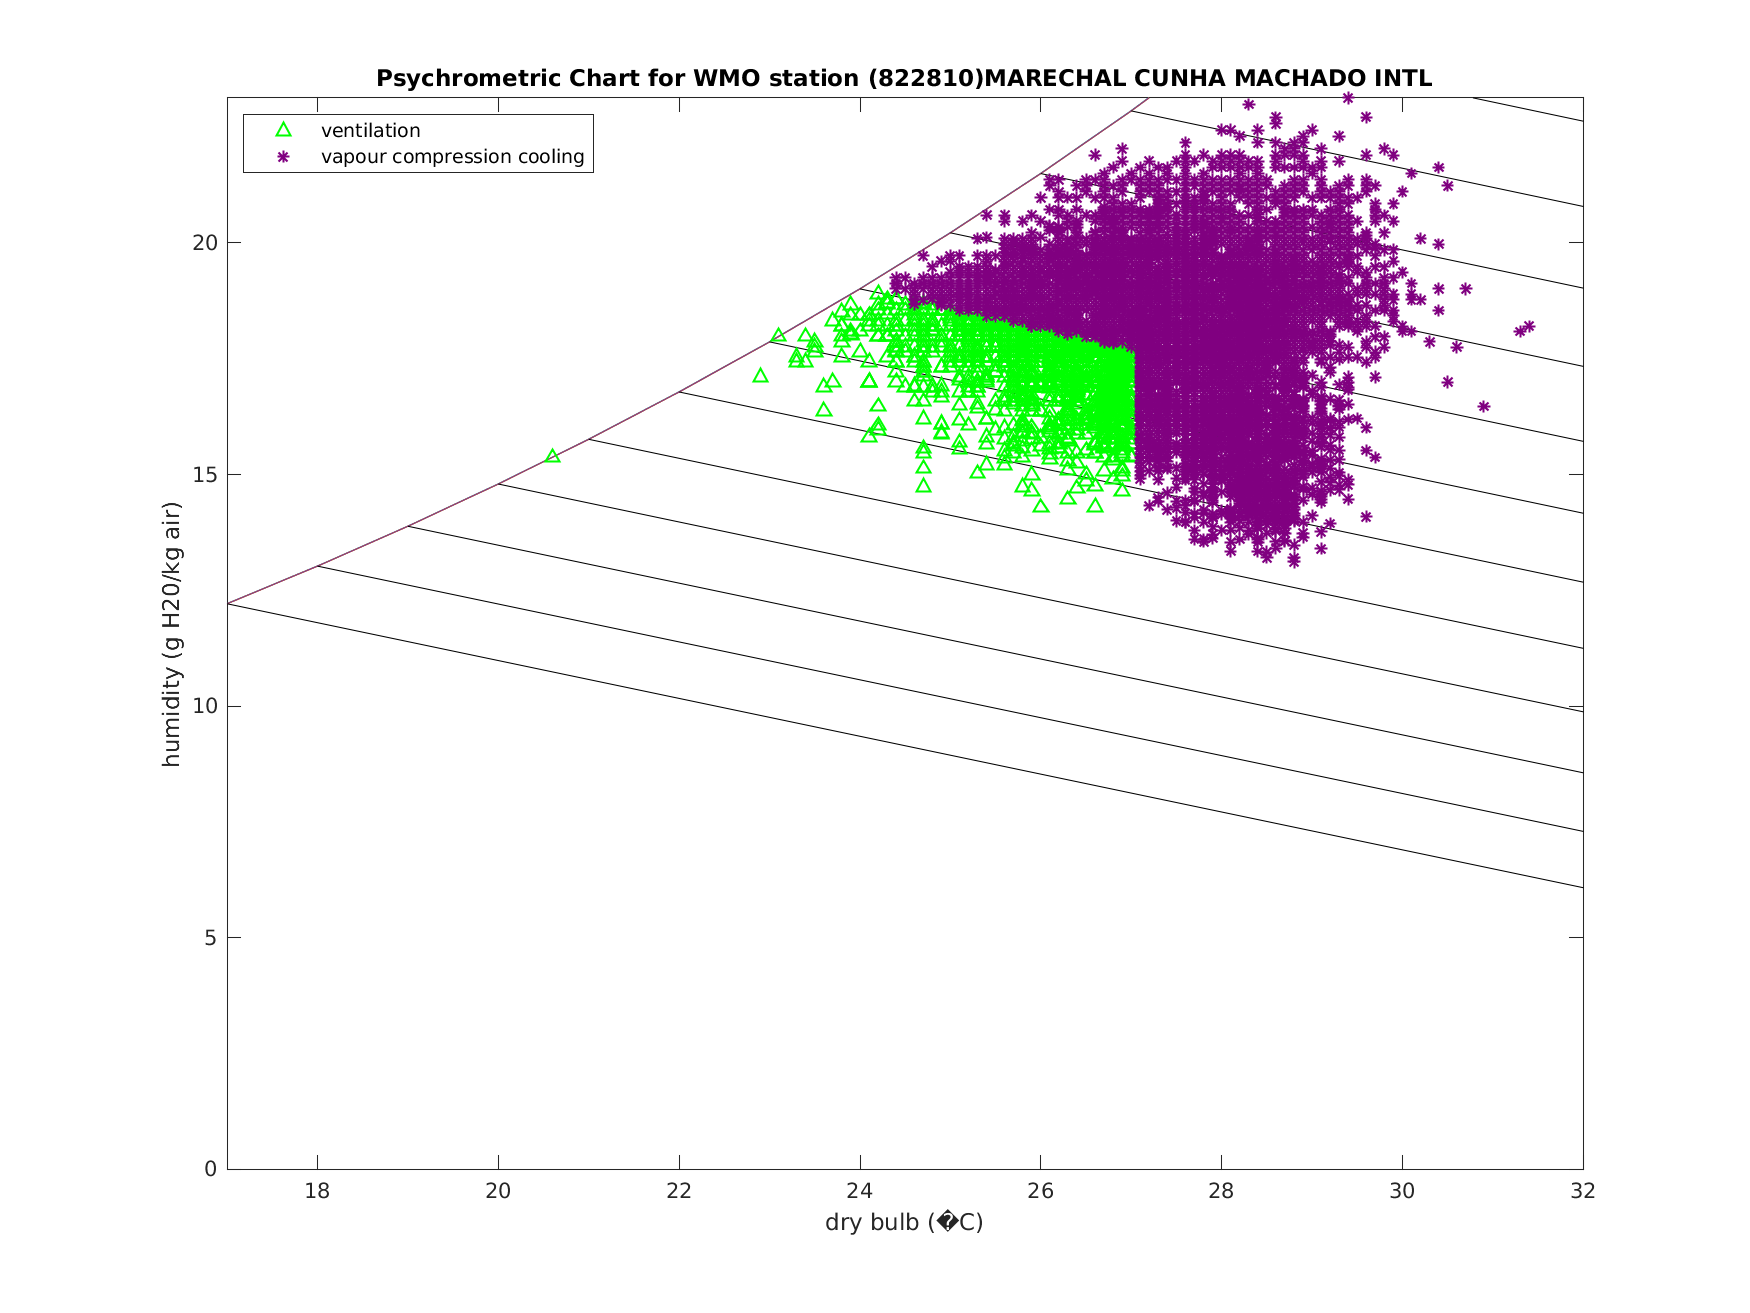 Psychrometric Chart for WMO station (822810)MARECHAL CUNHA MACHADO INTL
ventilation
vapour compression cooling
humidity (g H20/kg air)
20
15
10
5
0
18 20 22 24 26 28 30 32
dry bulb (�C)